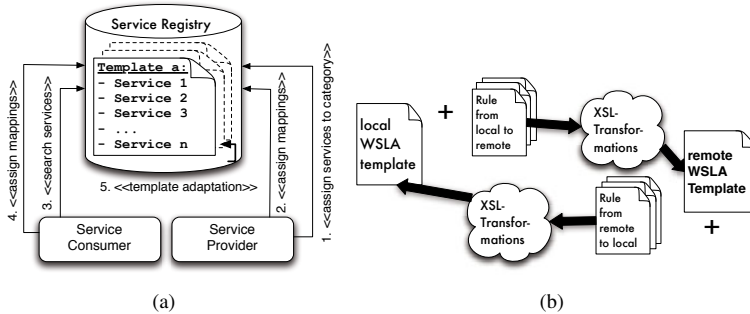 Service Registry
Template a:
- Service 1
- Service 2
- Service 3
- ...
- Service n
4. <<assign mappings>>
3. <<search services>>
5. <<template adaptation>>
2. <<assign mappings>>
1. <<assign services to category>>
Service
Consumer
Service
Provider
(a)
local
WSLA
template
+
Rule
from
local to
remote
XSL-
Transfor-
mations
remote
WSLA
Template
+
XSL-
Transfor-
mations
Rule
from
remote
to local
(b)